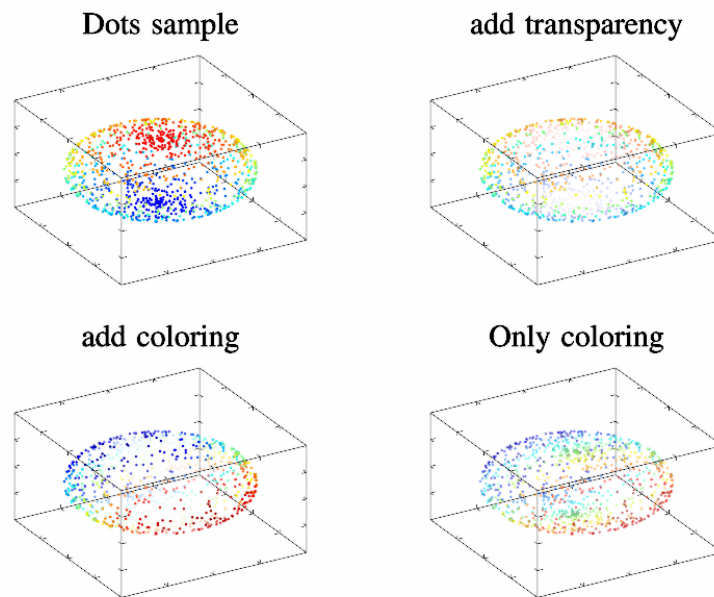 Dots sample
add transparency
add coloring
Only coloring